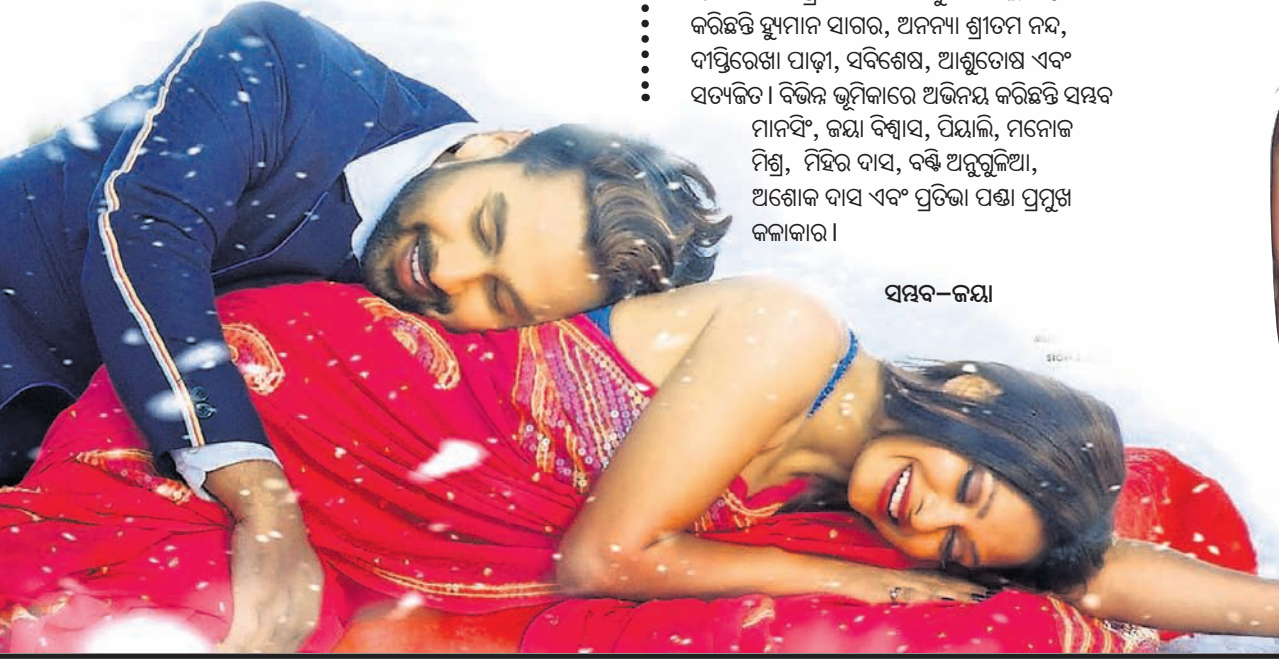 କରିଛନ୍ତି ହ୍ୟୁମାନ ସାଗର, ଅନନ୍ୟା ଶ୍ରୀତମ ନନ୍ଦ,
ଦୀପ୍ତିରେଖା ପାଢ଼ୀ, ସବିଶେଷ, ଆଶୁତୋଷ ଏବଂ
ସତ୍ୟଜିତ। ବିଭିନ୍ନ ଭୂମିକାରେ ଅଭିନୟ କରିଛନ୍ତି ସମ୍ଭବ
ମାନସିଂ, ଜୟା ବିଶ୍ୱାସ, ପିୟାଲି, ମନୋଜ
ମିଶ୍ର, ମିହିର ଦାସ, ବଣ୍ଟି ଅନୁଗୁଳିଆ,
ଅଶୋକ ଦାସ ଏବଂ ପ୍ରତିଭା ପଣ୍ଡା ପ୍ରମୁଖ
କଳାକାର।
ସମ୍ଭବ–ଜୟା